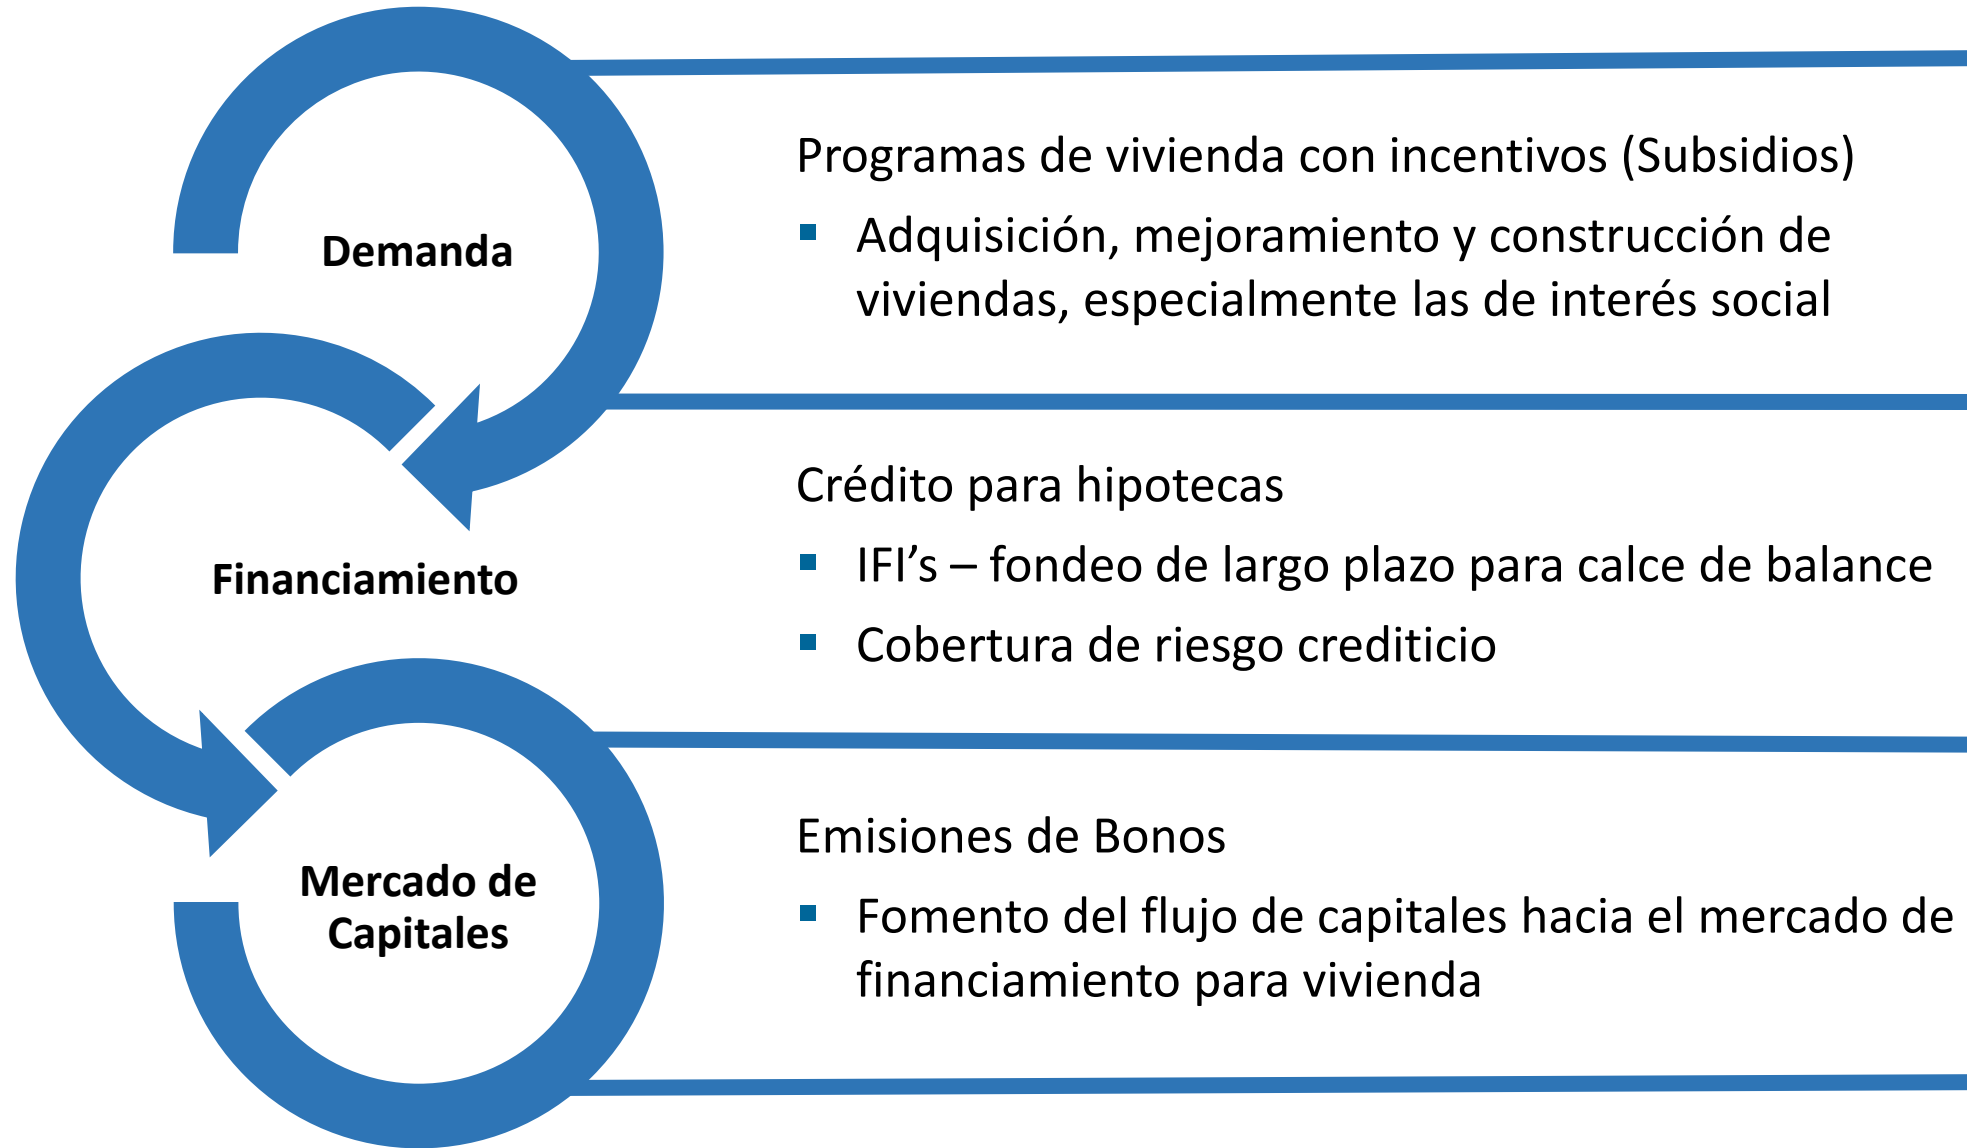 Demanda
Programas de vivienda con incentivos (Subsidios)
▪ Adquisición, mejoramiento y construcción de
viviendas, especialmente las de interés social
Financiamiento
Crédito para hipotecas
▪ IFI’s – fondeo de largo plazo para calce de balance
▪ Cobertura de riesgo crediticio
Mercado de
Capitales
Emisiones de Bonos
▪ Fomento del flujo de capitales hacia el mercado de
financiamiento para vivienda